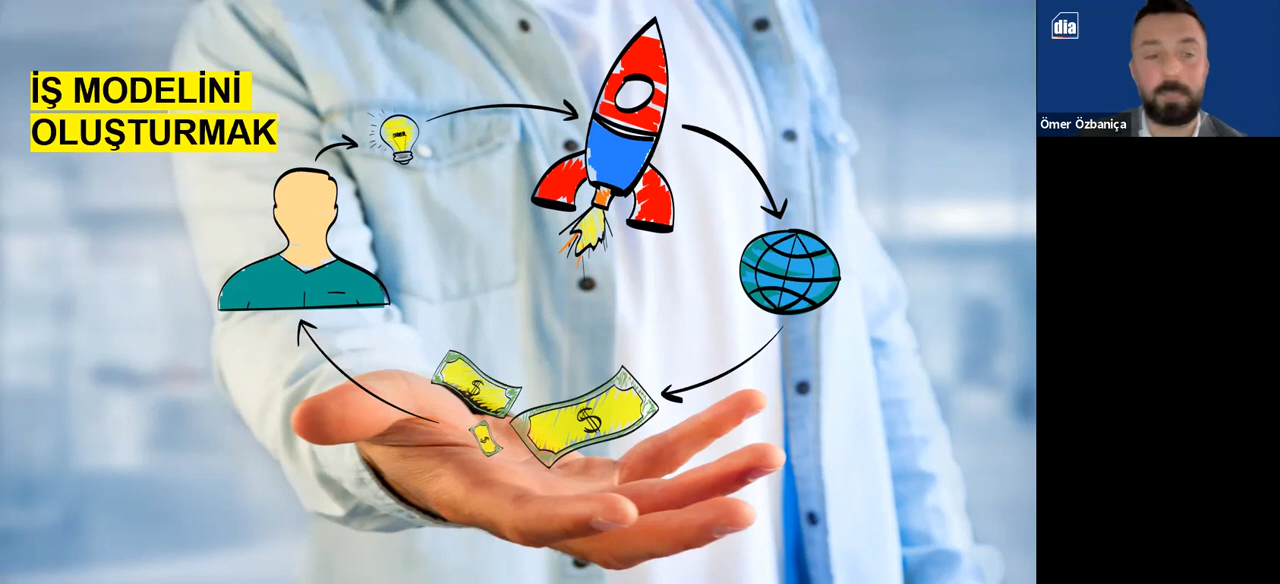 İŞ MODELİNİ
OLUŞTURMAK
dia
Ömer Özbaniça
$
$
$